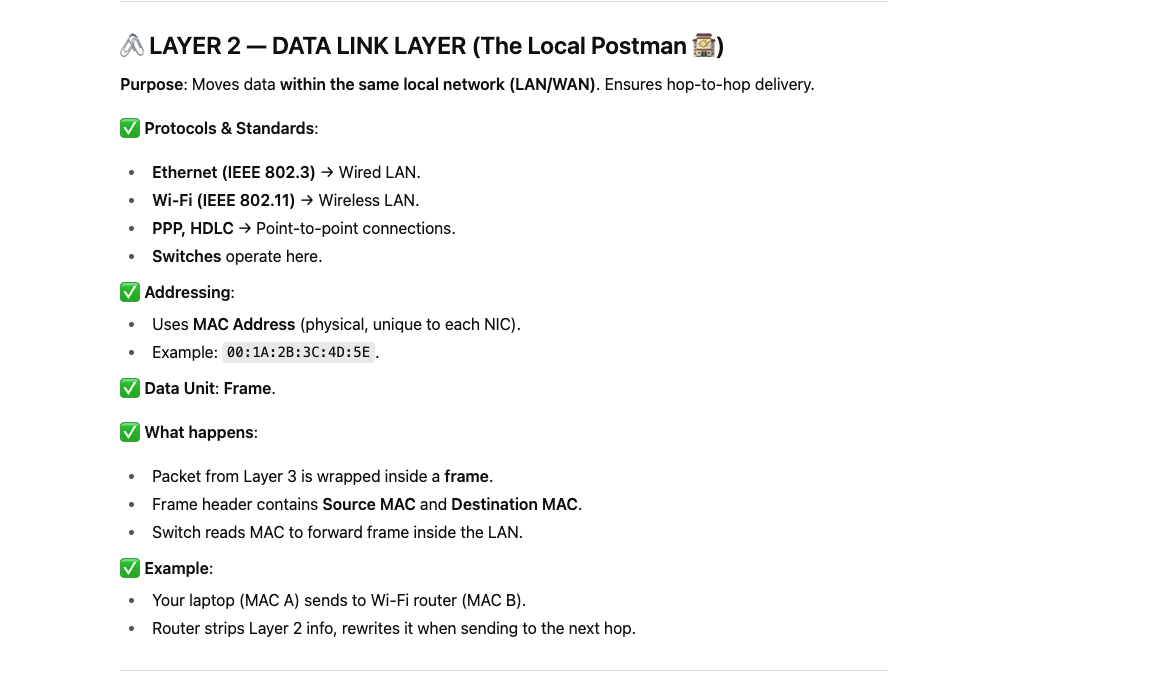 🖇️ LAYER 2 — DATA LINK LAYER (The Local Postman 🏤)
Purpose: Moves data within the same local network (LAN/WAN). Ensures hop-to-hop delivery.
✅ Protocols & Standards:
• Ethernet (IEEE 802.3) → Wired LAN.
• Wi-Fi (IEEE 802.11) → Wireless LAN.
• PPP, HDLC → Point-to-point connections.
• Switches operate here.
✅ Addressing:
• Uses MAC Address (physical, unique to each NIC).
• Example: 00:1A:2B:3C:4D:5E.
✅ Data Unit: Frame.
✅ What happens:
• Packet from Layer 3 is wrapped inside a frame.
• Frame header contains Source MAC and Destination MAC.
• Switch reads MAC to forward frame inside the LAN.
✅ Example:
• Your laptop (MAC A) sends to Wi-Fi router (MAC B).
• Router strips Layer 2 info, rewrites it when sending to the next hop.